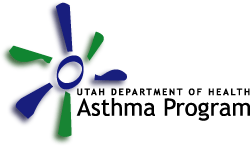 UTAH DEPARTMENT OF HEALTH
Asthma Program